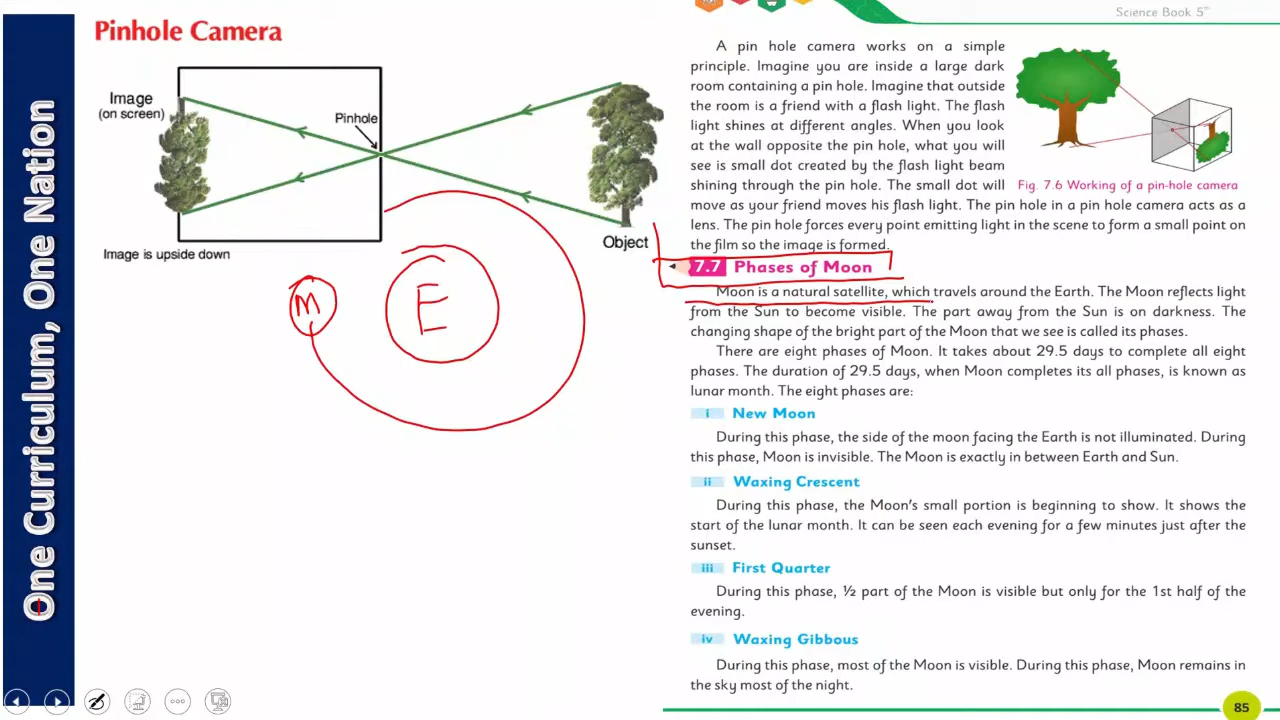 One Curriculum, One Nation
Pinhole Camera
Image
(on screen)
Pinhole
Object
Image is upside down
m
E
Science Book 5th
A pin hole camera works on a simple
principle. Imagine you are inside a large dark
room containing a pin hole. Imagine that outside
the room is a friend with a flash light. The flash
light shines at different angles. When you look
at the wall opposite the pin hole, what you will
see is small dot created by the flash light beam
shining through the pin hole. The small dot will
Fig. 7.6 Working of a pin-hole camera
move as your friend moves his flash light. The pin hole in a pin hole camera acts as a
lens. The pin hole forces every point emitting light in the scene to form a small point on
the film so the image is formed.
7.7 Phases of Moon
Moon is a natural satellite, which travels around the Earth. The Moon reflects light
from the Sun to become visible. The part away from the Sun is on darkness. The
changing shape of the bright part of the Moon that we see is called its phases.
There are eight phases of Moon. It takes about 29.5 days to complete all eight
phases. The duration of 29.5 days, when Moon completes its all phases, is known as
lunar month. The eight phases are:
i New Moon
During this phase, the side of the moon facing the Earth is not illuminated. During
this phase, Moon is invisible. The Moon is exactly in between Earth and Sun.
ii Waxing Crescent
During this phase, the Moon's small portion is beginning to show. It shows the
start of the lunar month. It can be seen each evening for a few minutes just after the
sunset.
iii First Quarter
During this phase, ½ part of the Moon is visible but only for the 1st half of the
evening.
iv Waxing Gibbous
During this phase, most of the Moon is visible. During this phase, Moon remains in
the sky most of the night.
85